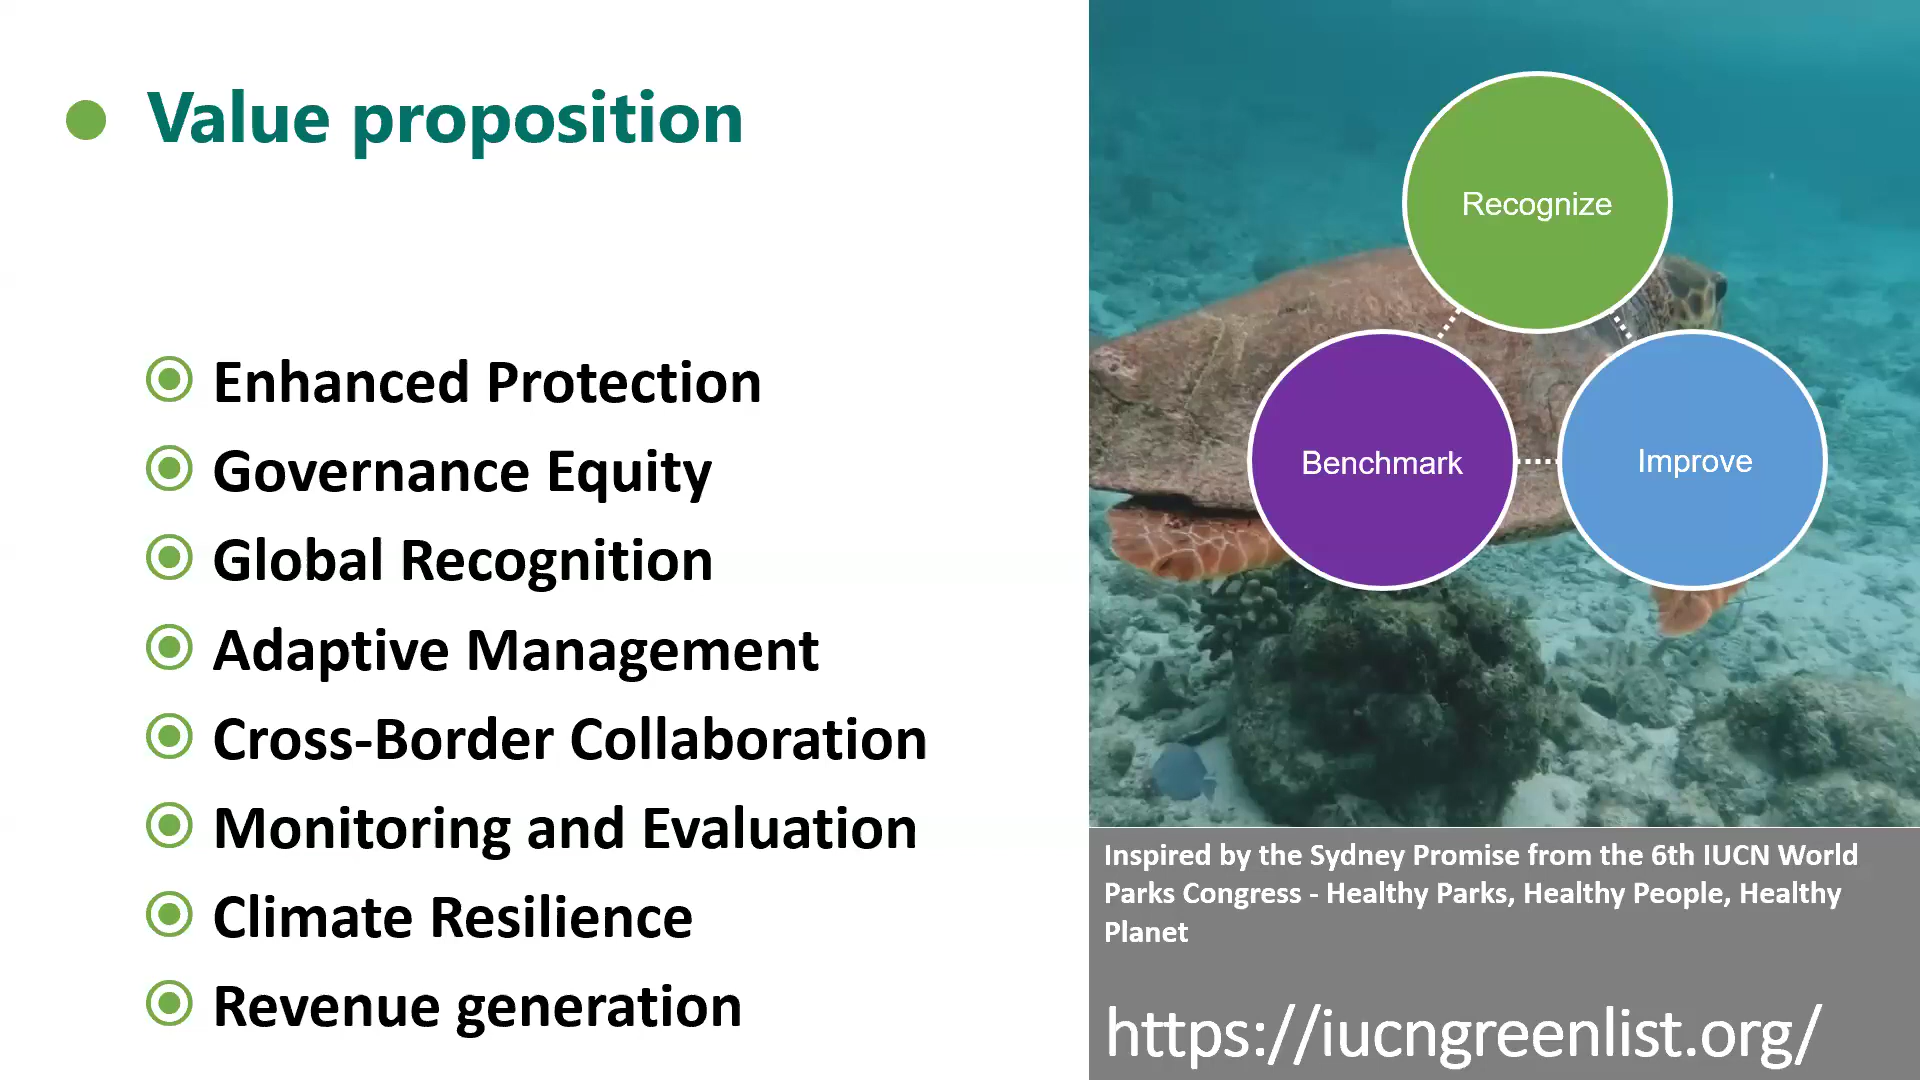 Value proposition
Enhanced Protection
Governance Equity
Global Recognition
Adaptive Management
Cross-Border Collaboration
Monitoring and Evaluation
Climate Resilience
Revenue generation
Recognize
Benchmark
Improve
Inspired by the Sydney Promise from the 6th IUCN World
Parks Congress - Healthy Parks, Healthy People, Healthy
Planet
https://iucngreenlist.org/